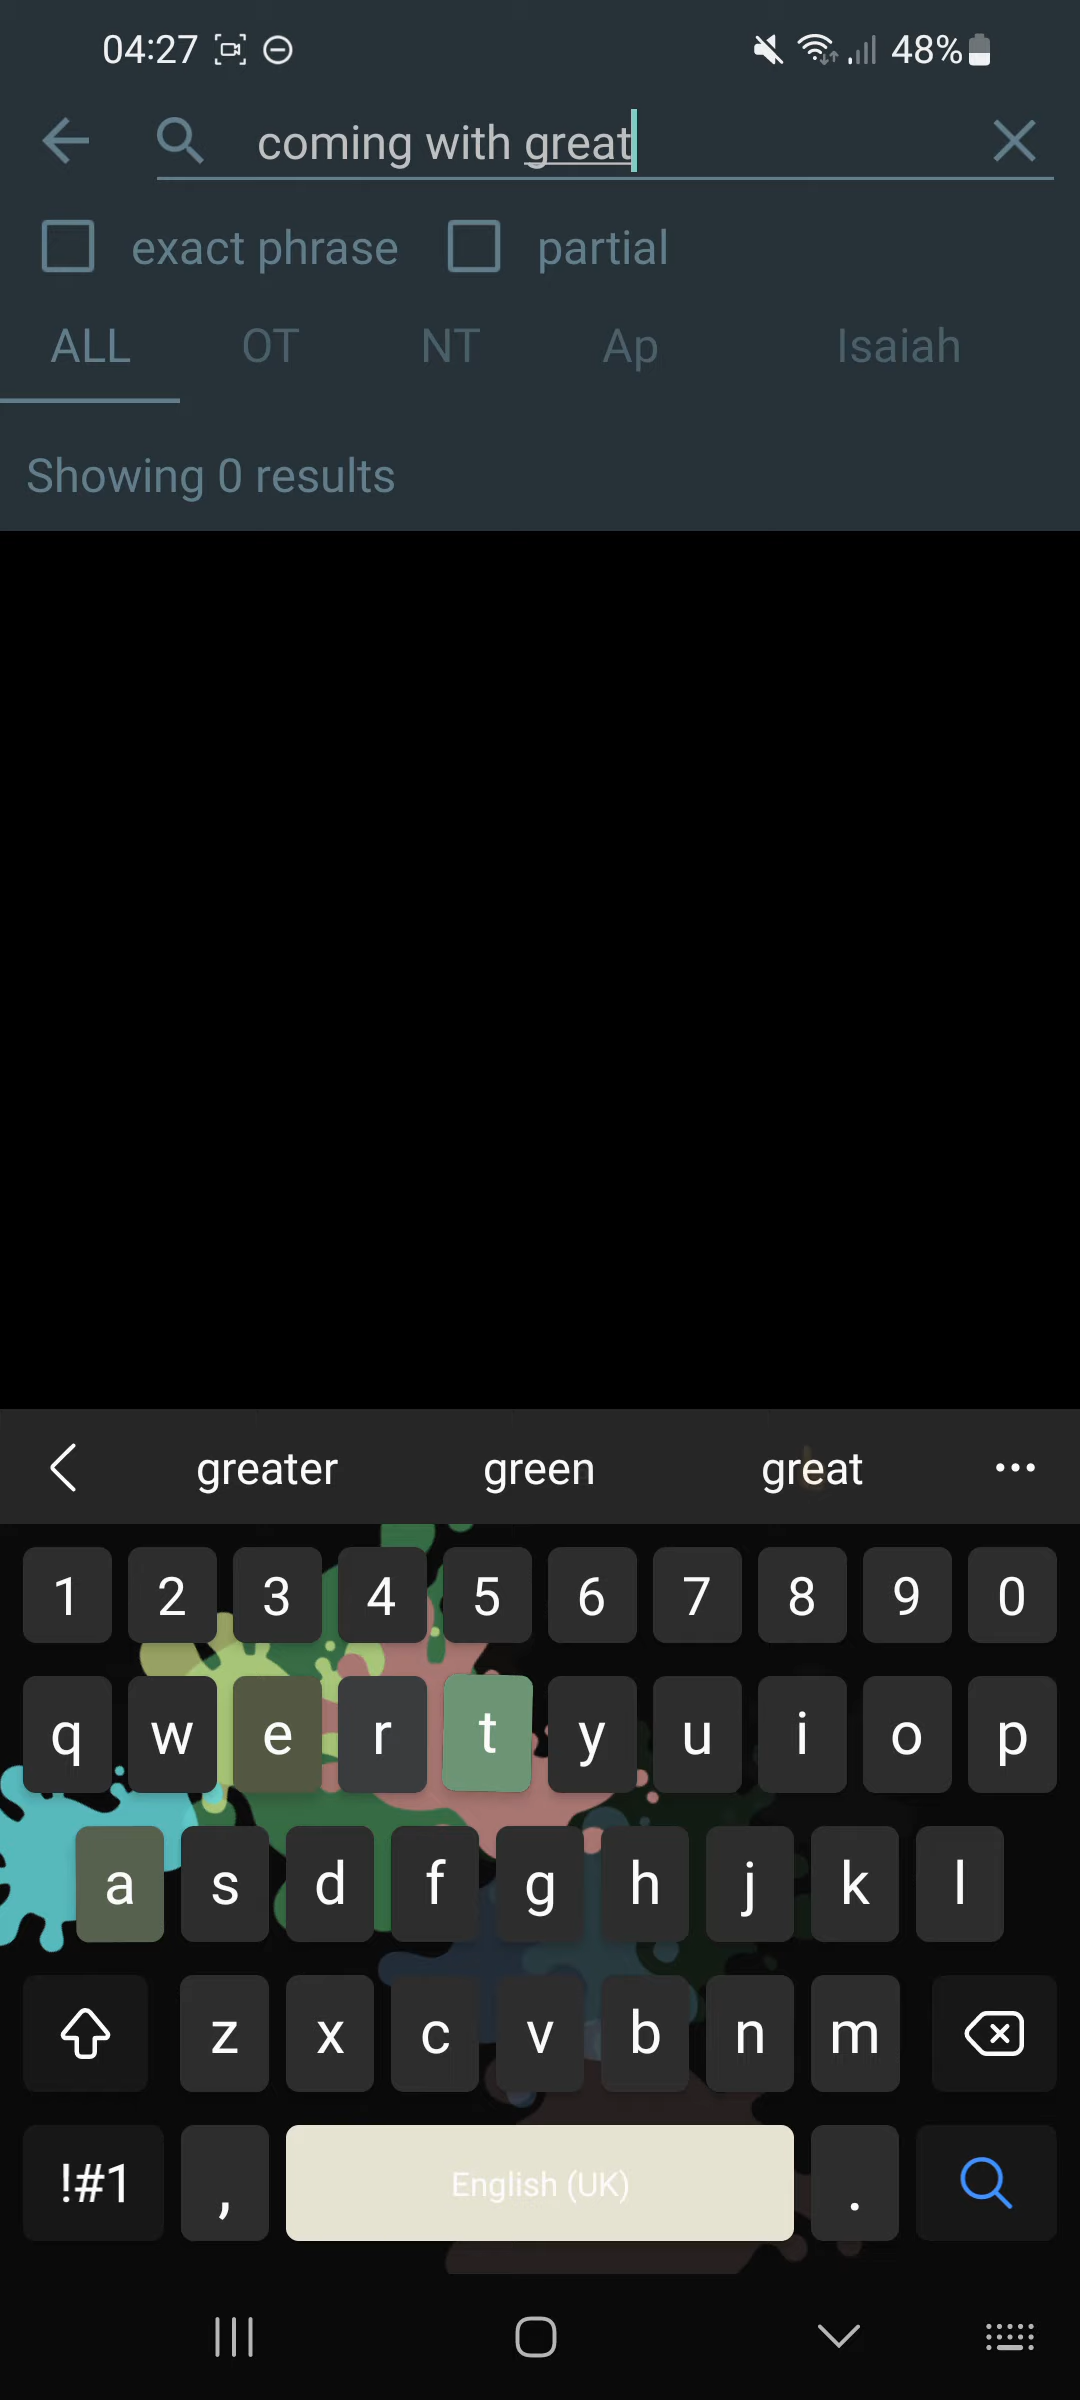 04:27 48%
coming with great
exact phrase partial
ALL OT NT Ap Isaiah
Showing 0 results
greater green great
1 2 3 4 5 6 7 8 9 0
q w e r t y u i o p
a s d f g h j k l
z x c v b n m
!#1 , English (UK) .